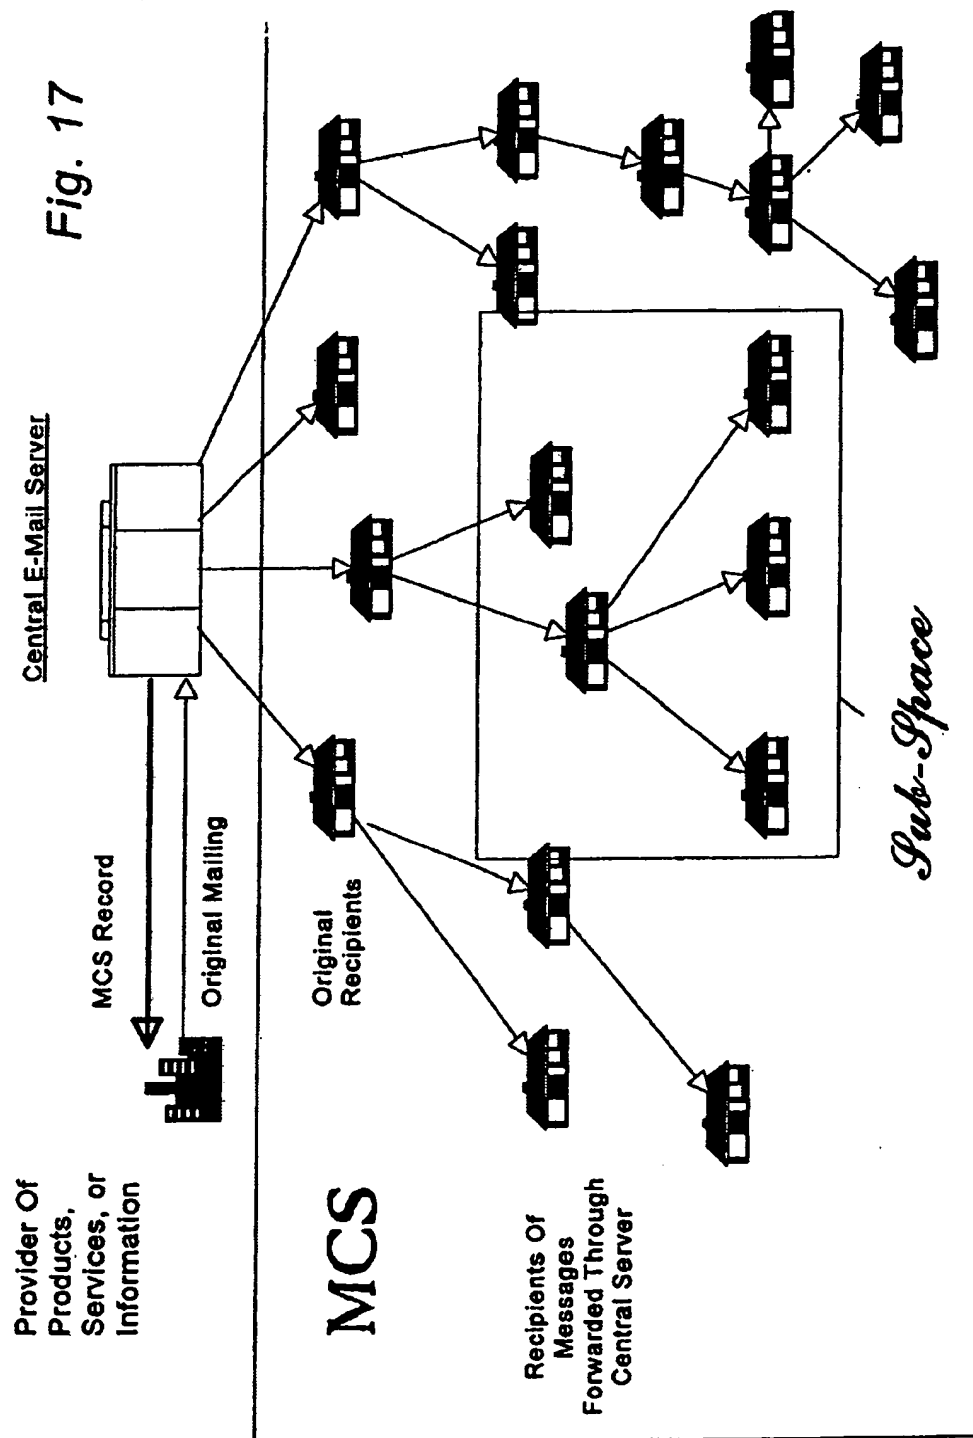 Fig. 17
Central E-Mail Server
Provider Of
Products,
Services, or
Information
MCS Record
Original Mailing
MCS
Original
Recipients
Recipients Of
Messages
Forwarded Through
Central Server
Sub-Space